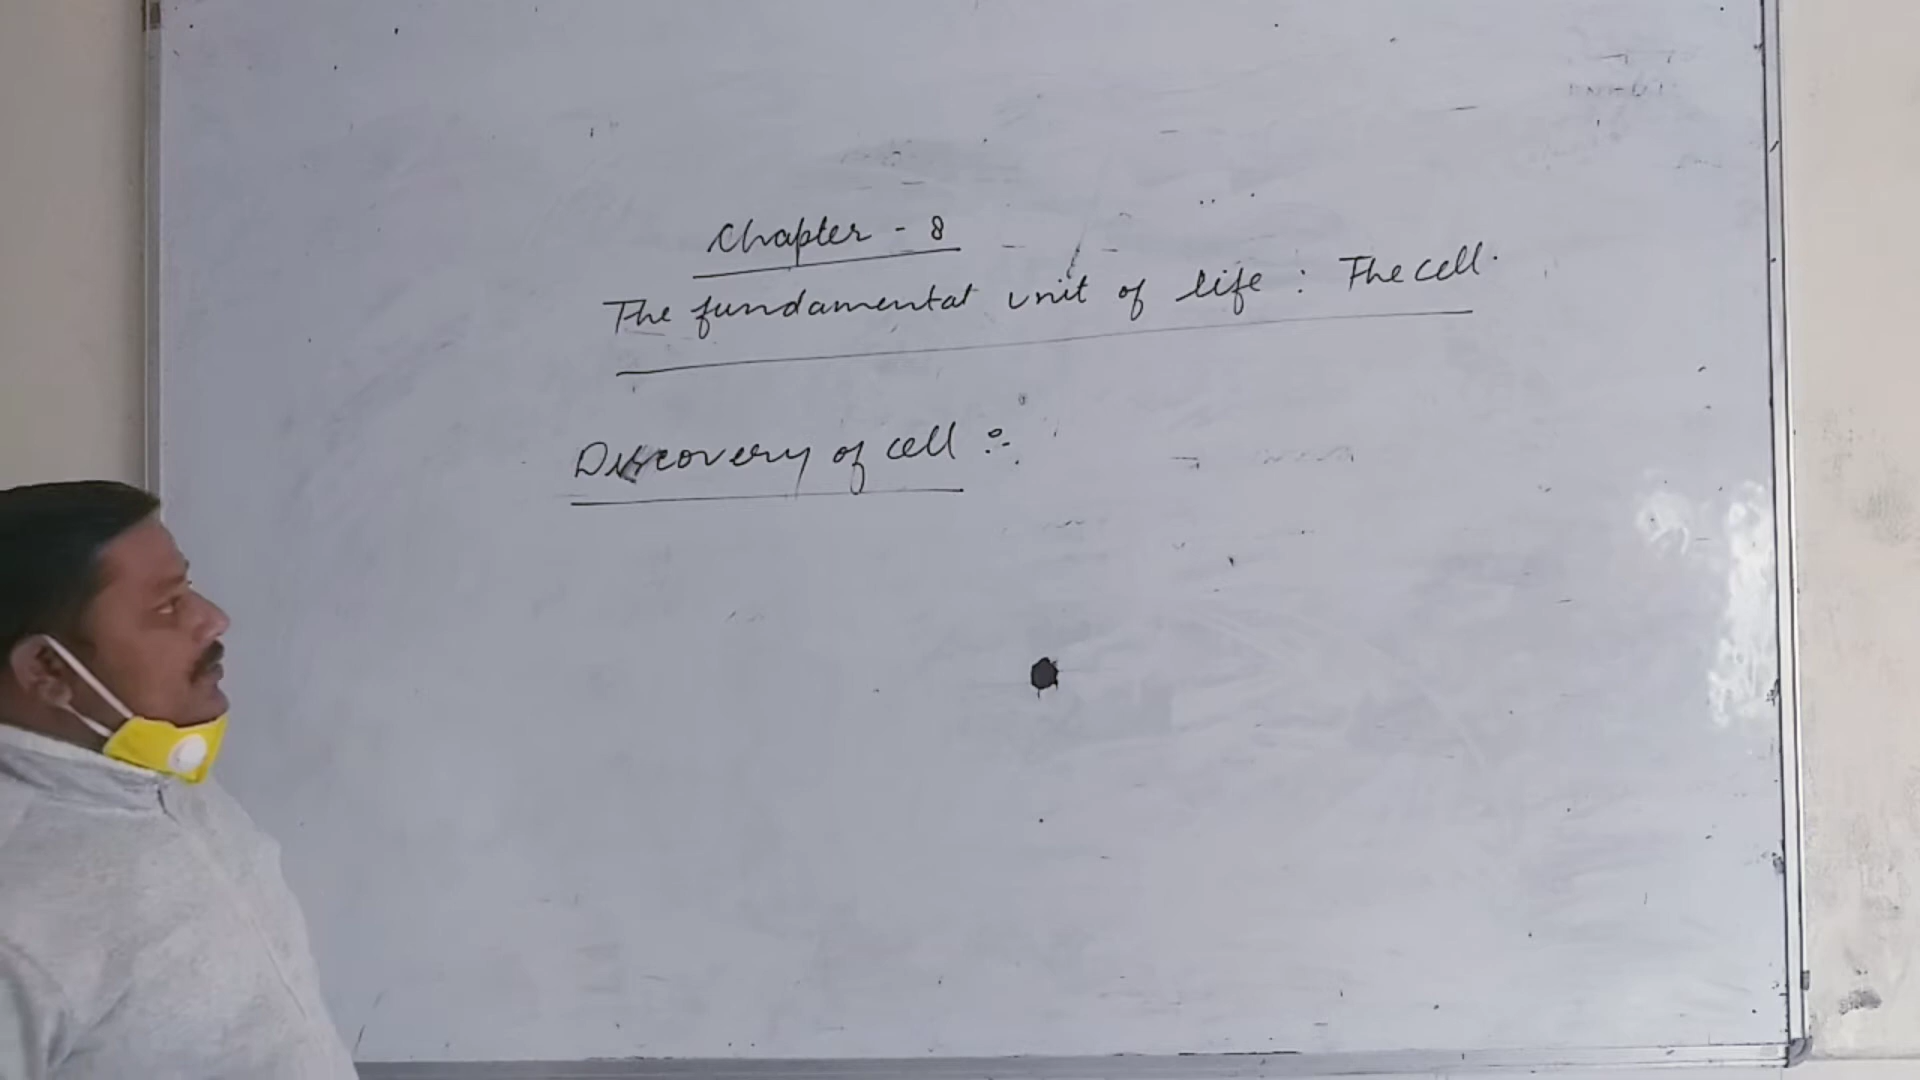 Chapter - 8
The fundamental unit of life : The cell.
Discovery of cell :-